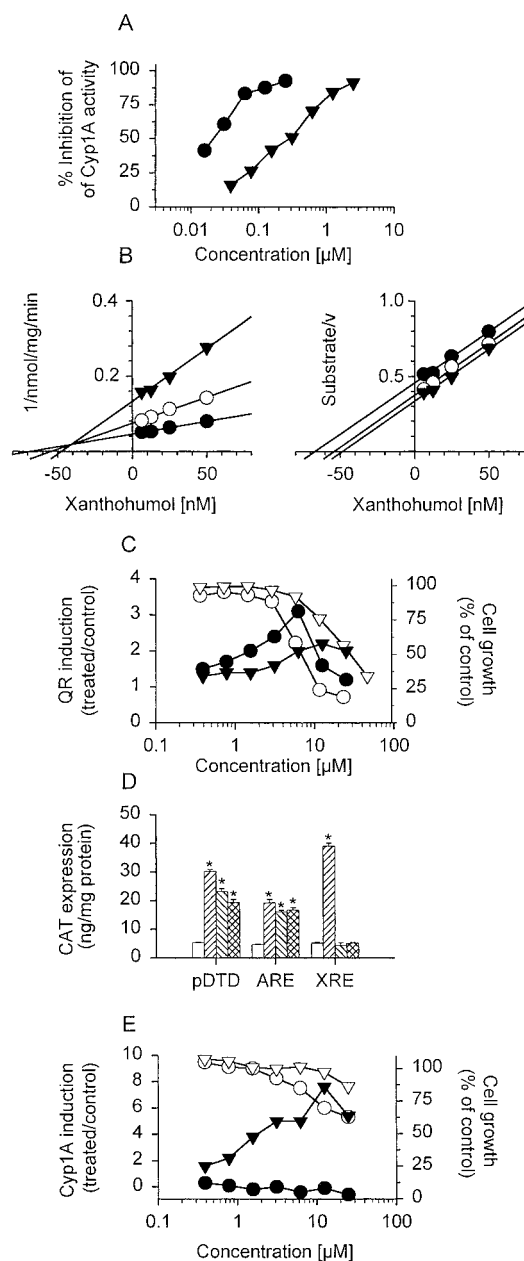 A
% Inhibition of
of Cyp1A activity
100
75
50
25
0
0.01
0.1
1
10
Concentration [µM]
B
1/nmol/mg/min
0.4
0.2
-50
0
50
Xanthohumol [nM]
Substrate/v
1.0
0.5
-50
0
50
Xanthohumol [nM]
C
QR induction
(treated/control)
4
3
2
1
0
100
75
50
25
0
Cell growth
(% of control)
0.1
1
10
100
Concentration [µM]
D
CAT expression
(ng/mg protein)
50
40
30
20
10
0
* * *
* * *
*
pDTD
ARE
XRE
E
Cyp1A induction
(treated/control)
10
8
6
4
2
0
100
75
50
25
0
Cell growth
(% of control)
0.1
1
10
100
Concentration [µM]